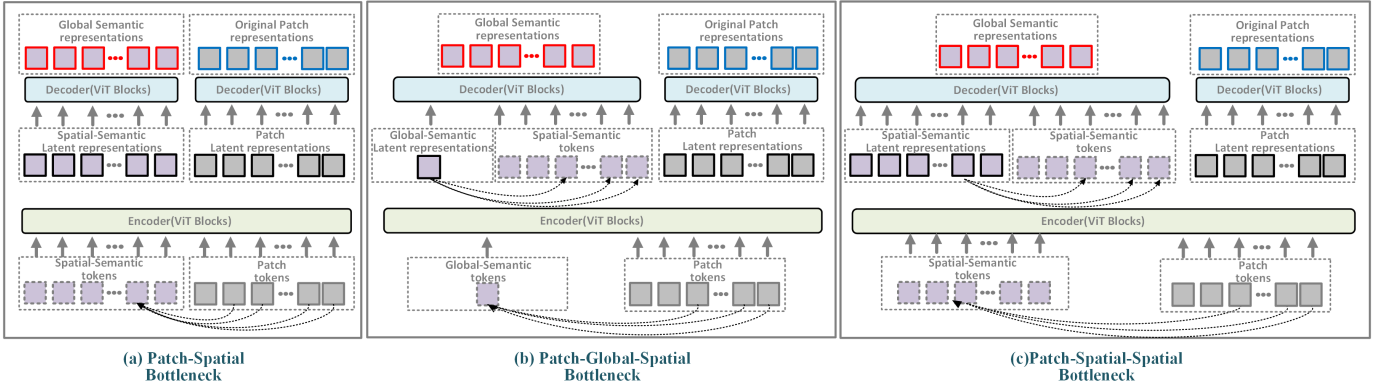 (a)
Global Semantic
representations
Original Patch
representations
Decoder(ViT Blocks)
Decoder(ViT Blocks)
Spatial-Semantic
Latent representations
Patch
Latent representations
Encoder(ViT Blocks)
Spatial-Semantic
tokens
Patch
tokens
(a) Patch-Spatial
Bottleneck
Global Semantic
representations
Original Patch
representations
Decoder(ViT Blocks)
Decoder(ViT Blocks)
Global-Semantic
Latent representations
Spatial-Semantic
tokens
Patch
Latent representations
Encoder(ViT Blocks)
Global-Semantic
tokens
Patch
tokens
(b) Patch-Global-Spatial
Bottleneck
Global Semantic
representations
Original Patch
representations
Decoder(ViT Blocks)
Decoder(ViT Blocks)
Spatial-Semantic
Latent representations
Spatial-Semantic
tokens
Patch
Latent representations
Encoder(ViT Blocks)
Spatial-Semantic
tokens
Patch
tokens
(c)Patch-Spatial-Spatial
Bottleneck